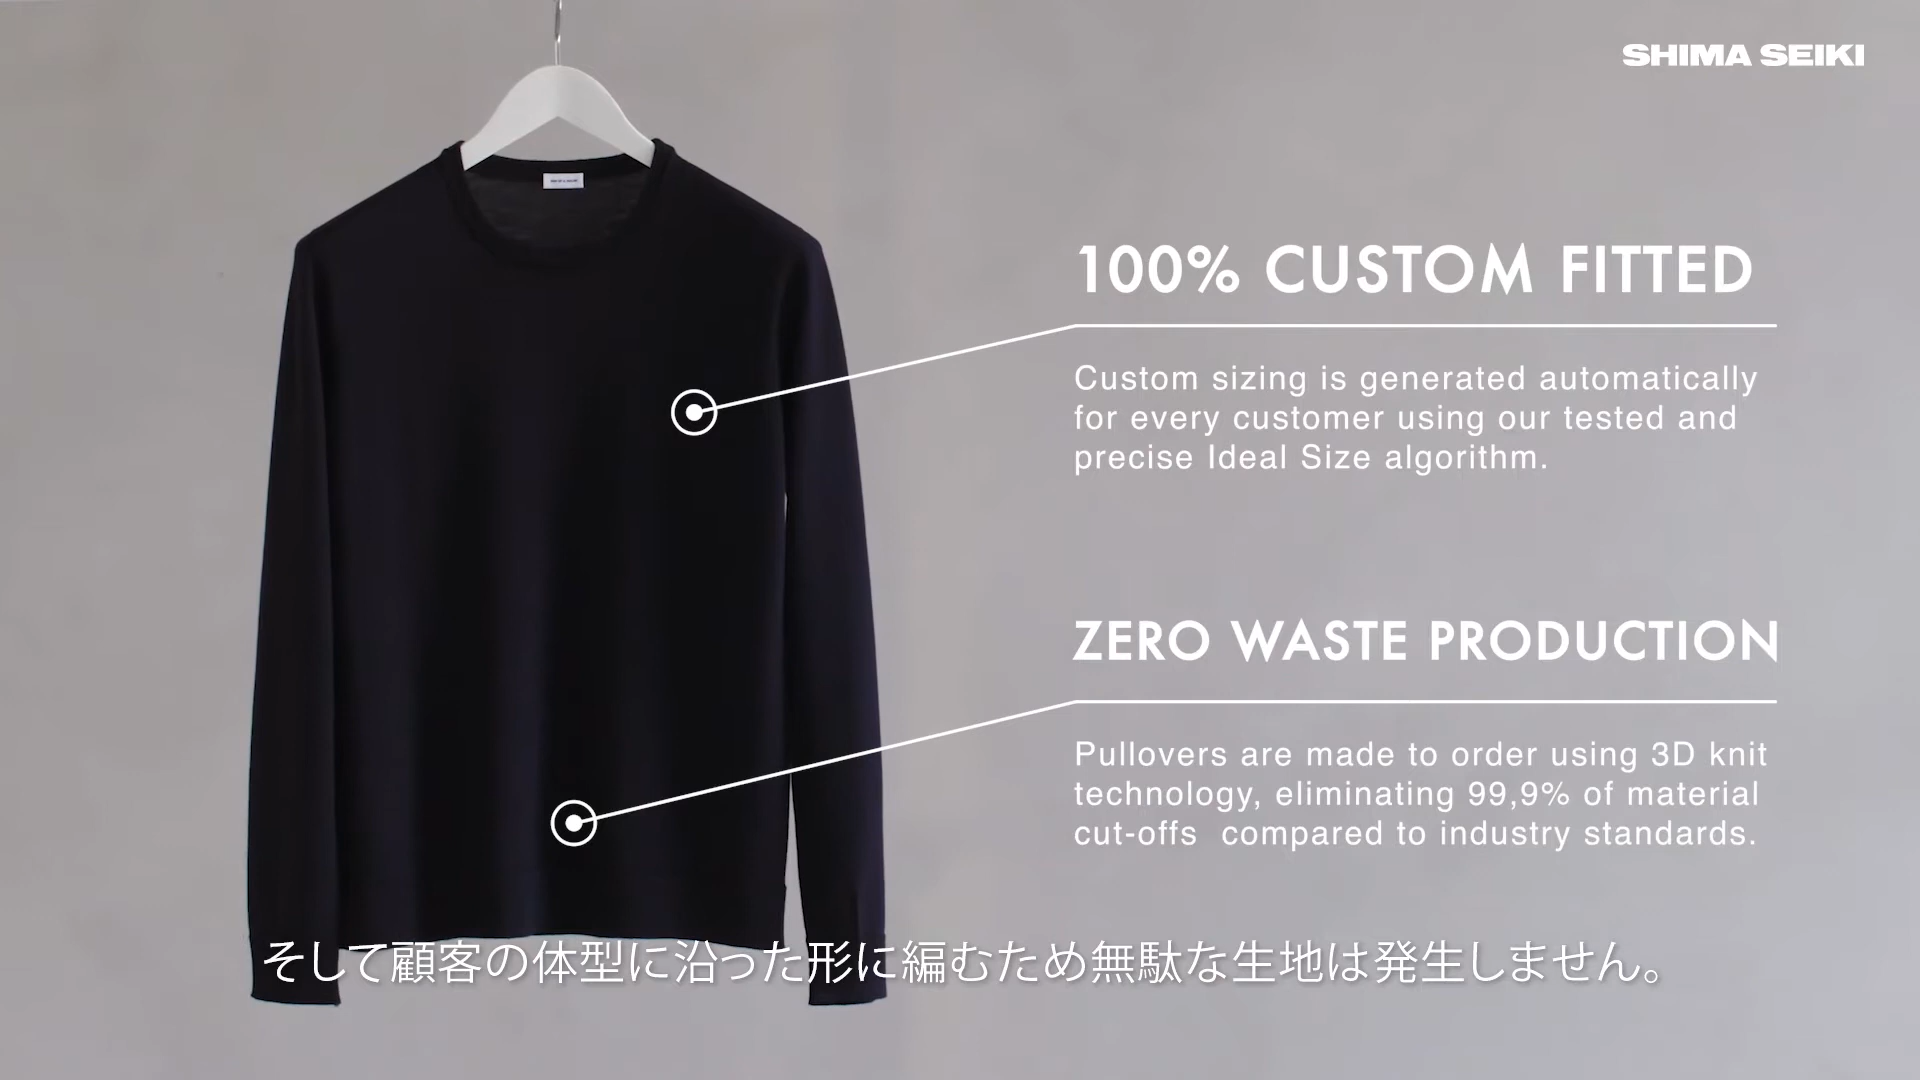 SHIMA SEIKI
100% CUSTOM FITTED
Custom sizing is generated automatically
for every customer using our tested and
precise Ideal Size algorithm.
ZERO WASTE PRODUCTION
Pullovers are made to order using 3D knit
technology, eliminating 99,9% of material
cut-offs  compared to industry standards.
そして顧客の体型に沿った形に編むため無駄な生地は発生しません。